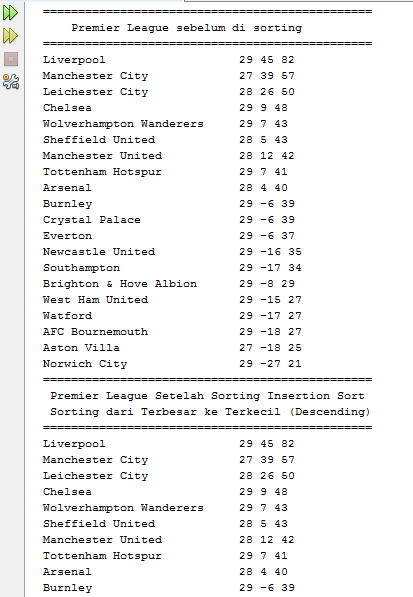 ==================================================
Premier League sebelum di sorting
==================================================
Liverpool 29 45 82
Manchester City 27 39 57
Leichester City 28 26 50
Chelsea 29 9 48
Wolverhampton Wanderers 29 7 43
Sheffield United 28 5 43
Manchester United 28 12 42
Tottenham Hotspur 29 7 41
Arsenal 28 4 40
Burnley 29 -6 39
Crystal Palace 29 -6 39
Everton 29 -6 37
Newcastle United 29 -16 35
Southampton 29 -17 34
Brighton & Hove Albion 29 -8 29
West Ham United 29 -15 27
Watford 29 -17 27
AFC Bournemouth 29 -18 27
Aston Villa 27 -18 25
Norwich City 29 -27 21
==================================================
Premier League Setelah Sorting Insertion Sort
Sorting dari Terbesar ke Terkecil (Descending)
==================================================
Liverpool 29 45 82
Manchester City 27 39 57
Leichester City 28 26 50
Chelsea 29 9 48
Wolverhampton Wanderers 29 7 43
Sheffield United 28 5 43
Manchester United 28 12 42
Tottenham Hotspur 29 7 41
Arsenal 28 4 40
Burnley 29 -6 39